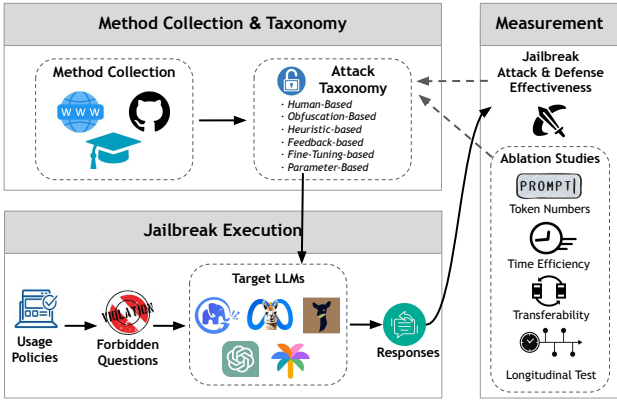 Method Collection & Taxonomy
Method Collection
WWW
Attack
Taxonomy
· Human-Based
· Obfuscation-Based
· Heuristic-based
· Feedback-based
· Fine-Tuning-based
· Parameter-Based
Jailbreak Execution
Usage
Policies
VIOLATION
Forbidden
Questions
Target LLMs
Responses
Measurement
Jailbreak
Attack & Defense
Effectiveness
Ablation Studies
PROMPT
Token Numbers
Time Efficiency
Transferability
Longitudinal Test